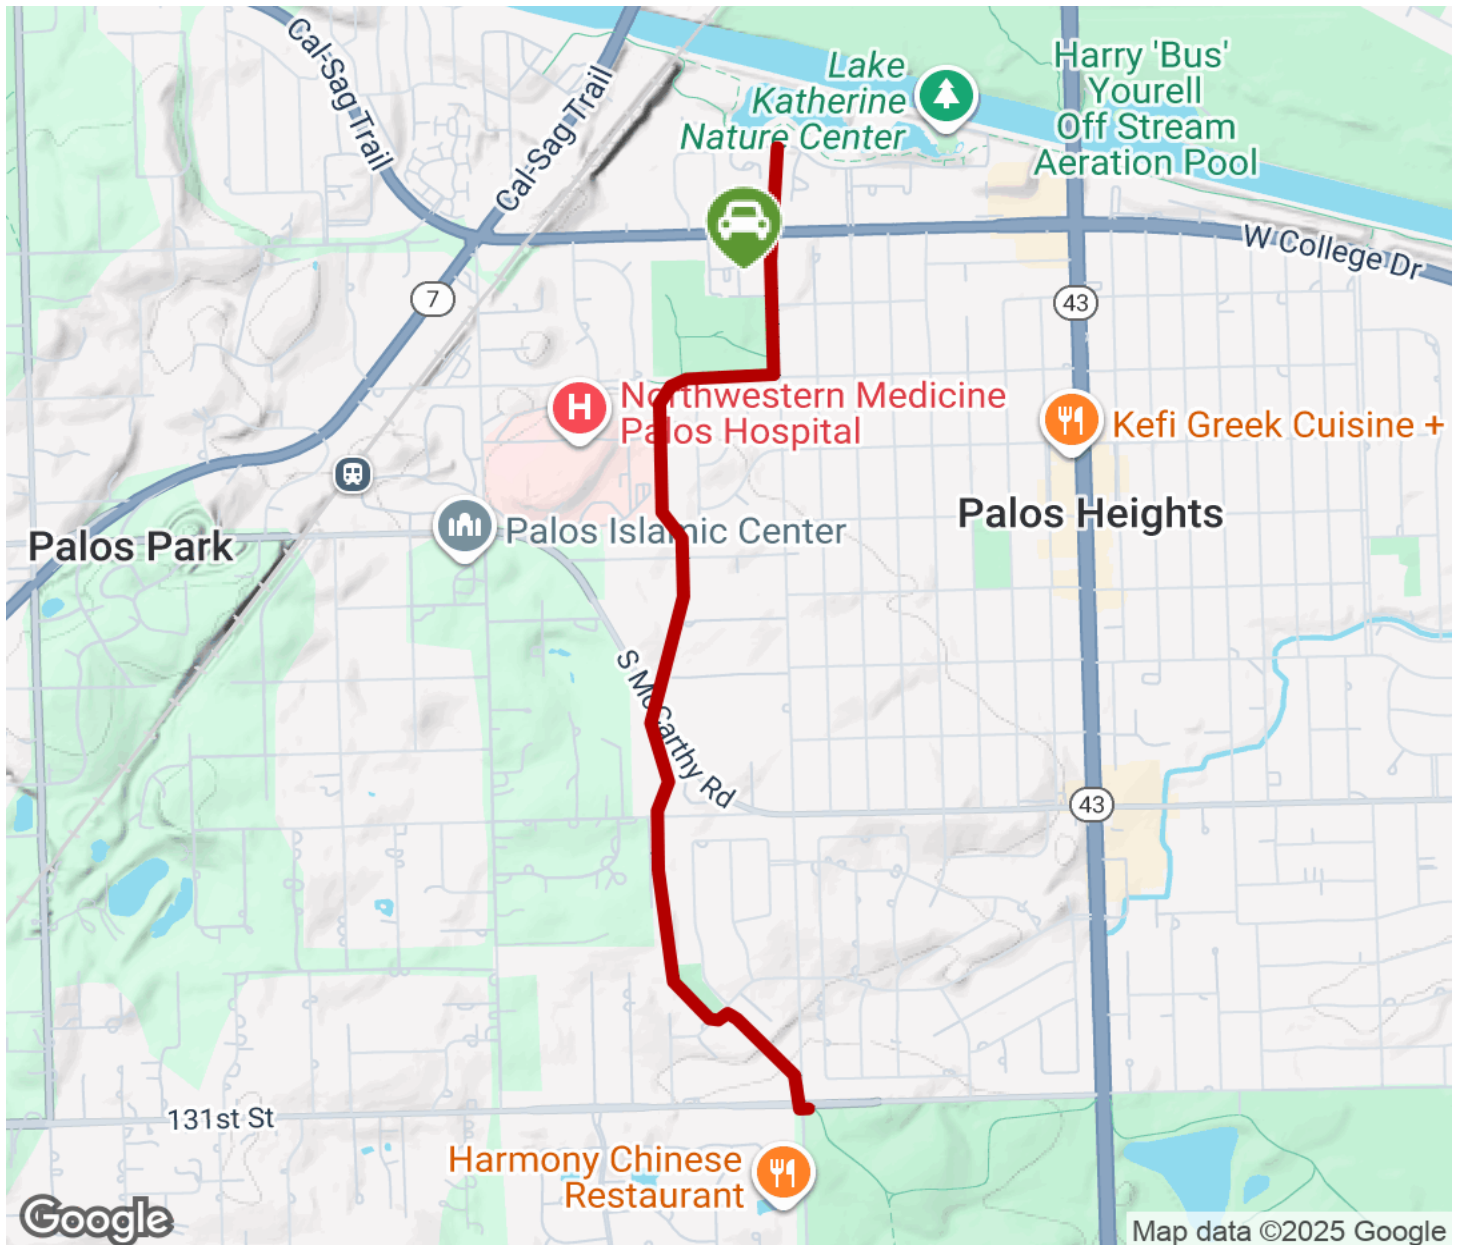 Cal-Sag Trail
Cal-Sag Trail
Lake
Katherine
Nature Center
Harry 'Bus'
Yourell
Off Stream
Aeration Pool
W College Dr
7
43
Northwestern Medicine
Palos Hospital
H
Kefi Greek Cuisine +
Palos Heights
Palos Islamic Center
Palos Park
S McCarthy Rd
43
131st St
Harmony Chinese
Restaurant
Google
Map data ©2025 Google